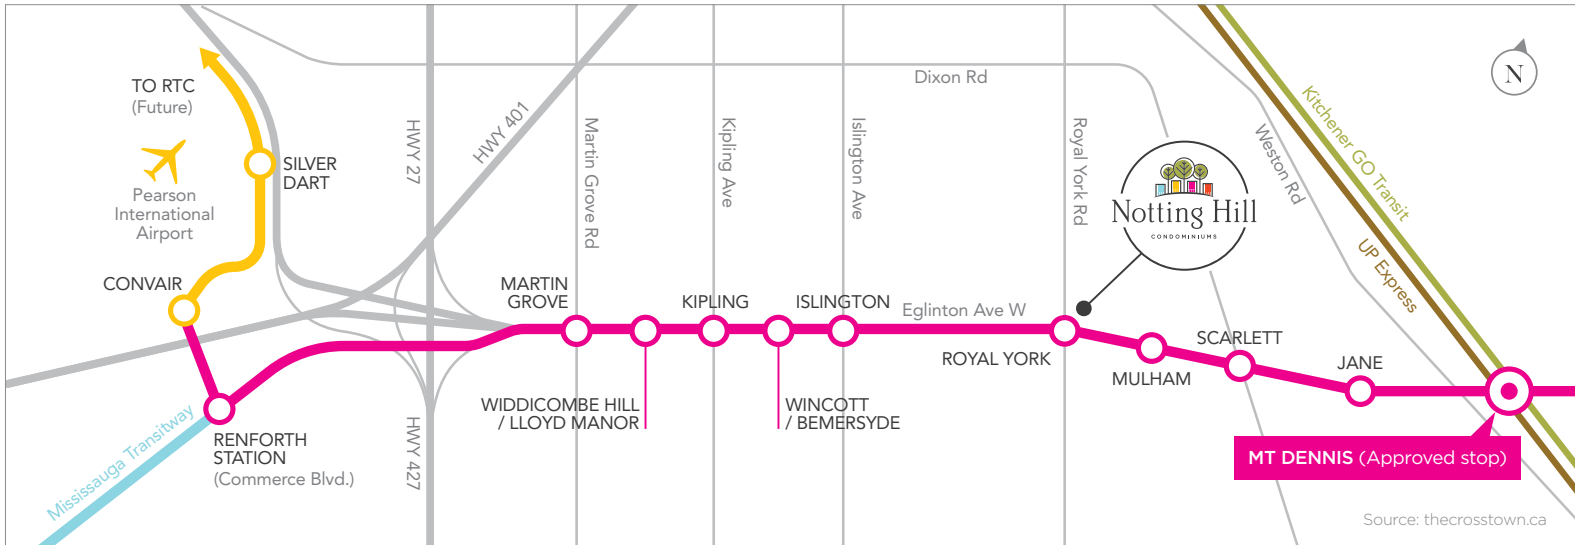 TO RTC
(Future)
Pearson
International
Airport
SILVER
DART
CONVAIR
RENFORTH
STATION
(Commerce Blvd.)
Mississauga Transitway
HWY 27
HWY 427
HWY 401
Martin Grove Rd
Kipling Ave
Islington Ave
Royal York Rd
Dixon Rd
Weston Rd
Kitchener GO Transit
UP Express
N
Notting Hill
CONDOMINIUMS
MARTIN
GROVE
WIDDICOMBE HILL
/ LLOYD MANOR
KIPLING
WINCOTT
/ BEMERSYDE
ISLINGTON
Eglinton Ave W
ROYAL YORK
MULHAM
SCARLETT
JANE
MT DENNIS (Approved stop)
Source: thecrosstown.ca